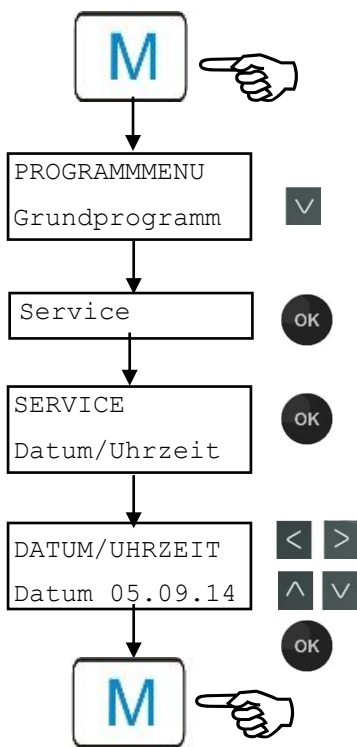 M
PROGRAMMMENU
Grundprogramm
Service
OK
SERVICE
OK
Datum/Uhrzeit
DATUM/UHRZEIT
Datum 05.09.14
OK
M